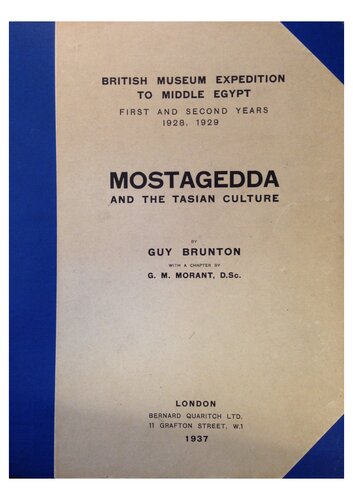 BRITISH MUSEUM EXPEDITION
TO MIDDLE EGYPT
FIRST AND SECOND YEARS
1928, 1929
MOSTAGEDDA
AND THE TASIAN CULTURE
BY
GUY BRUNTON
WITH A CHAPTER BY
G. M. MORANT, D.Sc.
LONDON
BERNARD QUARITCH LTD.
11 GRAFTON STREET, W.1
1937